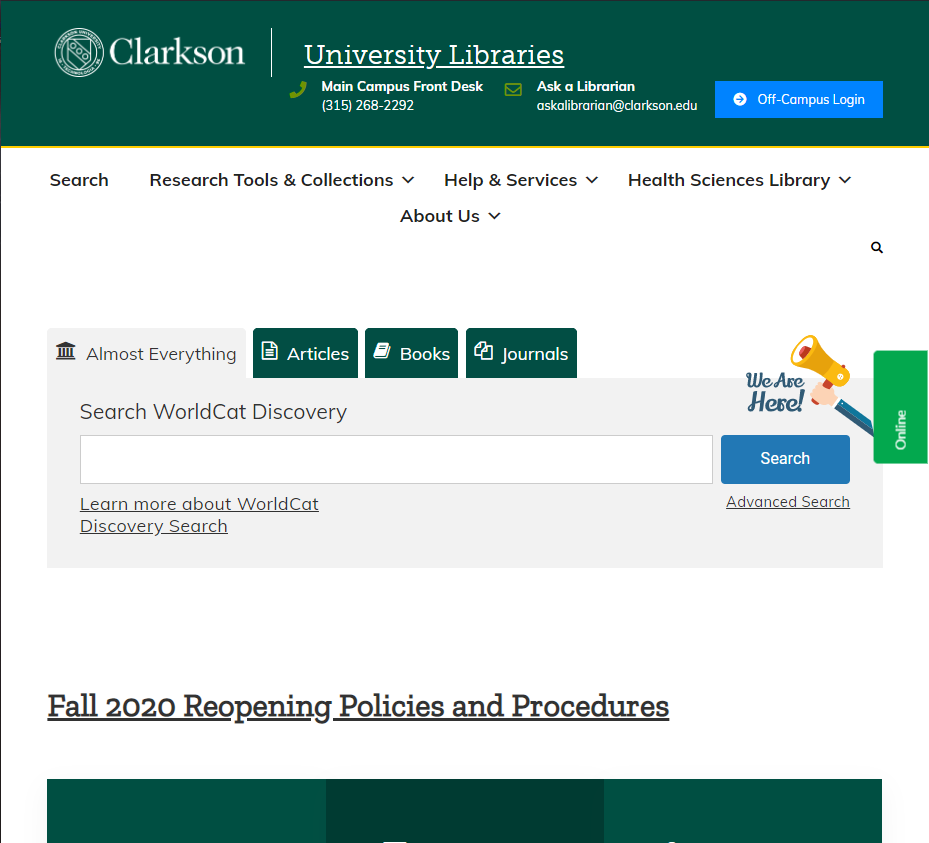 Clarkson
University Libraries
Main Campus Front Desk
(315) 268-2292
Ask a Librarian
askalibrarian@clarkson.edu
Off-Campus Login
Search
Research Tools & Collections
Help & Services
Health Sciences Library
About Us
Almost Everything
Articles
Books
Journals
We Are
Here!
Online
Search WorldCat Discovery
Search
Learn more about WorldCat
Discovery Search
Advanced Search
Fall 2020 Reopening Policies and Procedures